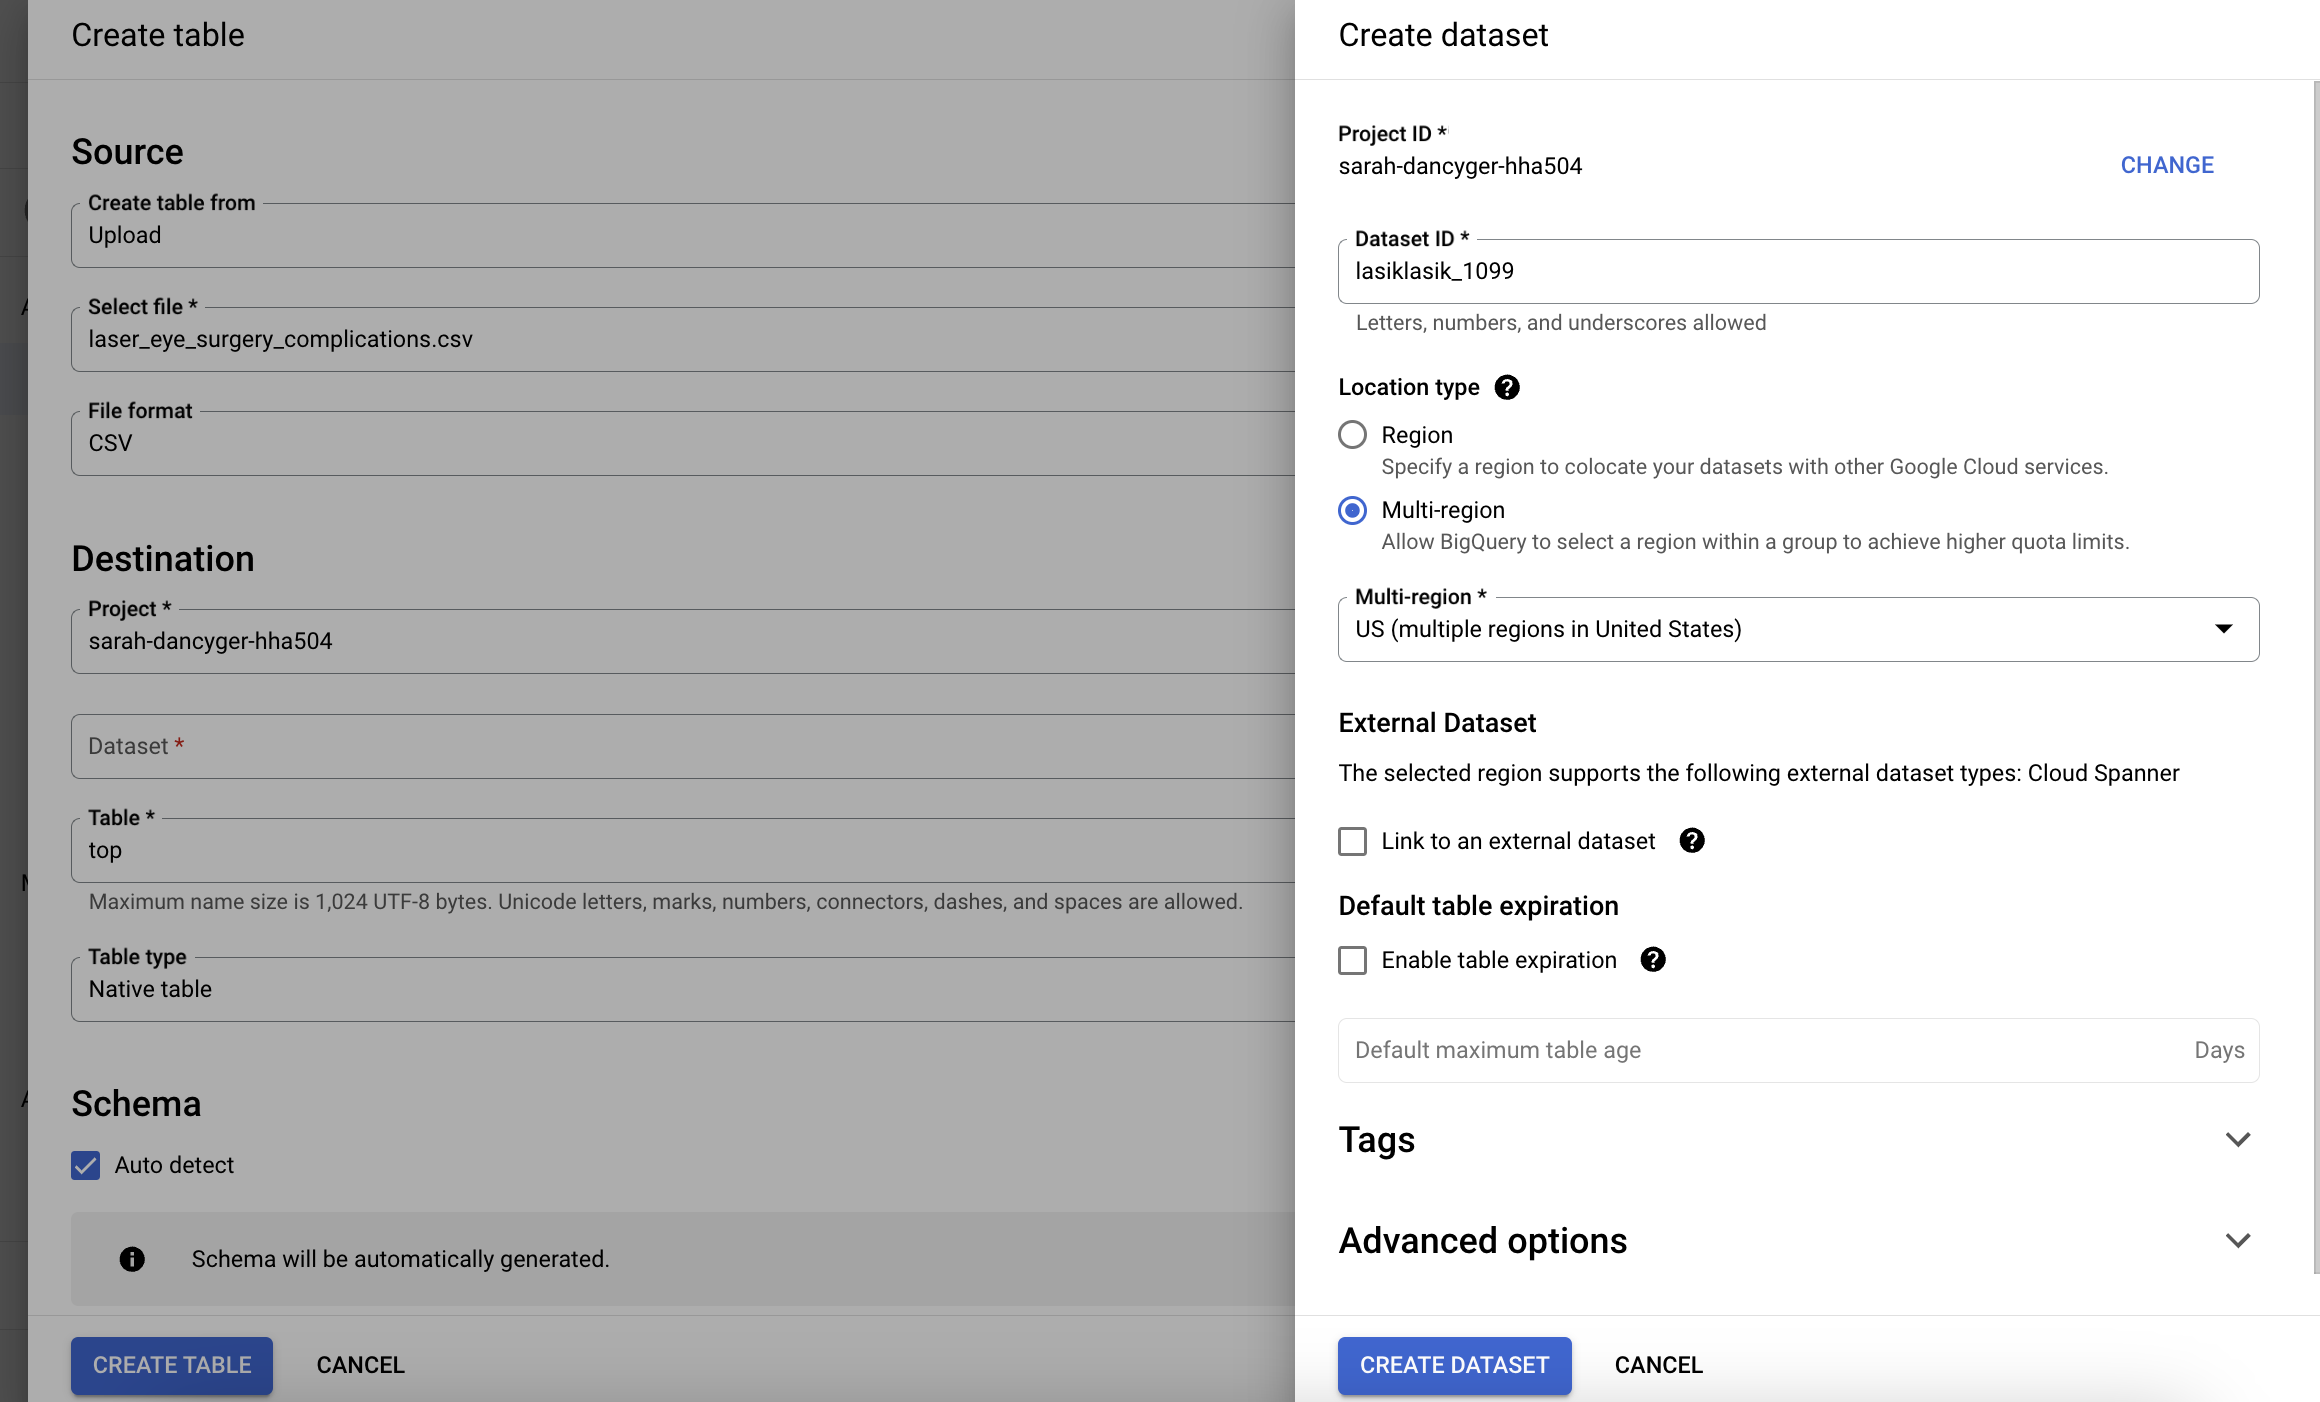 Create table
Source
Create table from
Upload
Select file *
laser_eye_surgery_complications.csv
File format
CSV
Destination
Project *
sarah-dancyger-hha504
Dataset *
Table *
top
Maximum name size is 1,024 UTF-8 bytes. Unicode letters, marks, numbers, connectors, dashes, and spaces are allowed.
Table type
Native table
Schema
Auto detect
Schema will be automatically generated.
CREATE TABLE
CANCEL
Create dataset
Project ID *
sarah-dancyger-hha504
CHANGE
Dataset ID *
lasiklasik_1099
Letters, numbers, and underscores allowed
Location type
Region
Specify a region to colocate your datasets with other Google Cloud services.
Multi-region
Allow BigQuery to select a region within a group to achieve higher quota limits.
Multi-region *
US (multiple regions in United States)
External Dataset
The selected region supports the following external dataset types: Cloud Spanner
Link to an external dataset
Default table expiration
Enable table expiration
Default maximum table age
Days
Tags
Advanced options
CREATE DATASET
CANCEL